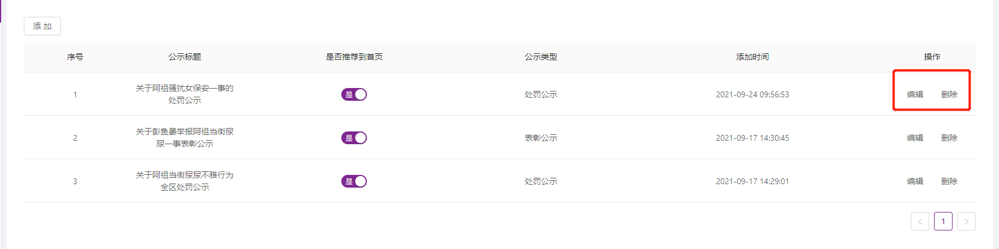 添 加
序号 公示标题 是否推荐到首页 公示类型 添加时间 操作
1 关于阿祖骚扰女保安一事的 是 处罚公示 2021-09-24 09:56:53 编辑 删除
处罚公示
2 关于彭鱼晏举报阿祖当街尿 是 表彰公示 2021-09-17 14:30:45 编辑 删除
尿一事表彰公示
3 关于阿祖当街尿尿不雅行为 是 处罚公示 2021-09-17 14:29:01 编辑 删除
全区处罚公示
< 1 >